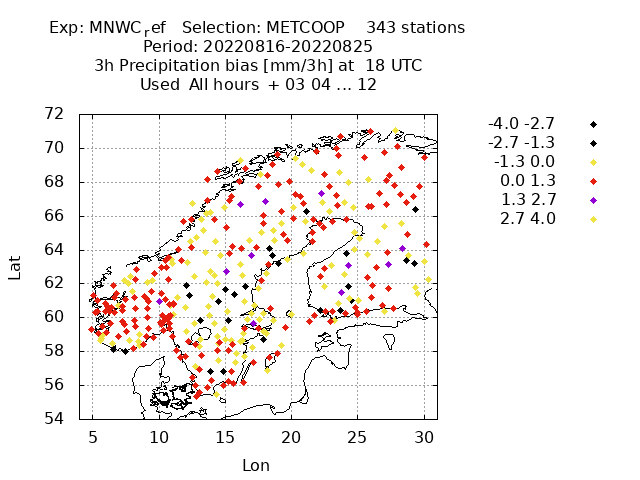 Exp: MNWC_ref   Selection: METCOOP    343 stations
Period: 20220816-20220825
3h Precipitation bias [mm/3h] at  18 UTC
Used  All hours  + 03 04 ... 12
72
70
68
66
64
62
60
58
56
54
Lat
5 10 15 20 25 30
Lon
-4.0 -2.7
-2.7 -1.3
-1.3 0.0
0.0 1.3
1.3 2.7
2.7 4.0